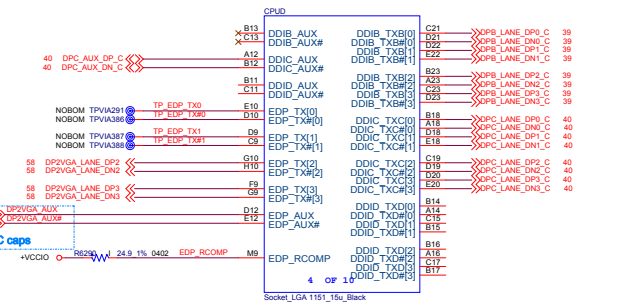 CPUD
B13 DDIB_AUX DDIB_TXB[0] C21 DPB_LANE_DP0_C 39
C13 DDIB_AUX# DDIB_TXB#[0] D21 DPB_LANE_DN0_C 39
DDIB_TXB[1] D22 DPB_LANE_DP1_C 39
40 DPC_AUX_DP_C A12 DDIC_AUX DDIB_TXB#[1] E22 DPB_LANE_DN1_C 39
40 DPC_AUX_DN_C B12 DDIC_AUX#
DDIB_TXB[2] B23 DPB_LANE_DP2_C 39
B11 DDID_AUX DDIB_TXB#[2] A23 DPB_LANE_DN2_C 39
C11 DDID_AUX# DDIB_TXB[3] C23 DPB_LANE_DP3_C 39
DDIB_TXB#[3] D23 DPB_LANE_DN3_C 39
NOBOM TPVIA291 TP_EDP_TX0 E10 EDP_TX[0]
NOBOM TPVIA386 TP_EDP_TX#0 D10 EDP_TX#[0] DDIC_TXC[0] B18 DPC_LANE_DP0_C 40
DDIC_TXC#[0] A18 DPC_LANE_DN0_C 40
NOBOM TPVIA387 TP_EDP_TX1 D9 EDP_TX[1] DDIC_TXC[1] D18 DPC_LANE_DP1_C 40
NOBOM TPVIA388 TP_EDP_TX#1 C9 EDP_TX#[1] DDIC_TXC#[1] E18 DPC_LANE_DN1_C 40
58 DP2VGA_LANE_DP2 G10 EDP_TX[2] DDIC_TXC[2] C19 DPC_LANE_DP2_C 40
58 DP2VGA_LANE_DN2 H10 EDP_TX#[2] DDIC_TXC#[2] D19 DPC_LANE_DN2_C 40
DDIC_TXC[3] D20 DPC_LANE_DP3_C 40
58 DP2VGA_LANE_DP3 F9 EDP_TX[3] DDIC_TXC#[3] E20 DPC_LANE_DN3_C 40
58 DP2VGA_LANE_DN3 G9 EDP_TX#[3]
DDID_TXD[0] B14
DP2VGA_AUX D12 EDP_AUX DDID_TXD#[0] A14
DP2VGA_AUX# E12 EDP_AUX# DDID_TXD[1] C15
DDID_TXD#[1] B15
C caps
DDID_TXD[2] B16
DDID_TXD#[2] A16
+VCCIO R6290 I 24.9 1% 0402 EDP_RCOMP M9 EDP_RCOMP DDID_TXD[3] C17
DDID_TXD#[3] B17
4 OF 10
Socket_LGA 1151_15u_Black